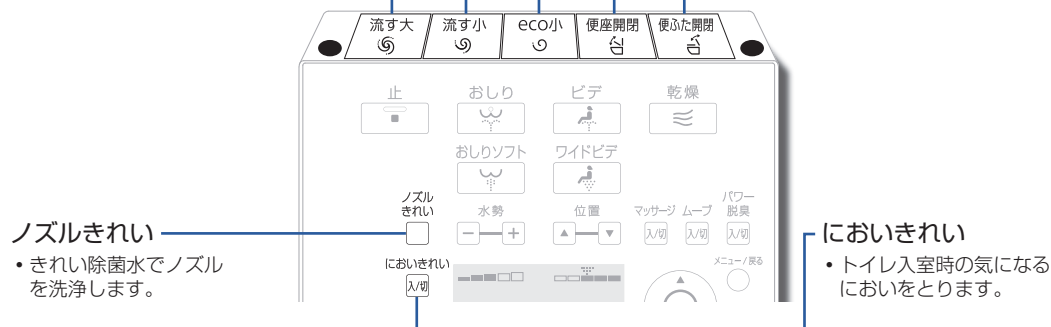 流す大
流す小
eco小
便座開閉
便ふた開閉
止
おしり
ビデ
乾燥
おしりソフト
ワイドビデ
ノズル
きれい
水勢
位置
マッサージ
ムーブ
パワー
脱臭
入/切
入/切
入/切
ノズルきれい
• きれい除菌水でノズル
を洗浄します。
においきれい
入/切
メニュー/戻る
においきれい
• トイレ入室時の気になる
においをとります。